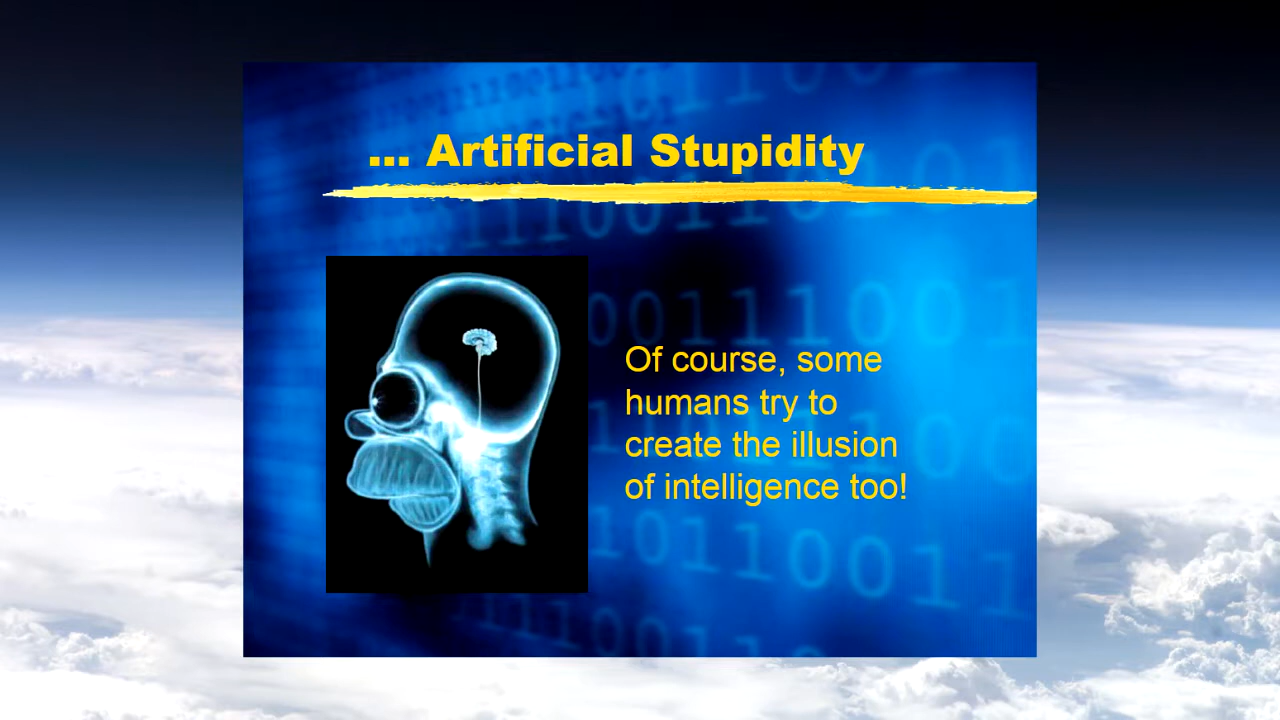 ... Artificial Stupidity
Of course, some
humans try to
create the illusion
of intelligence too!